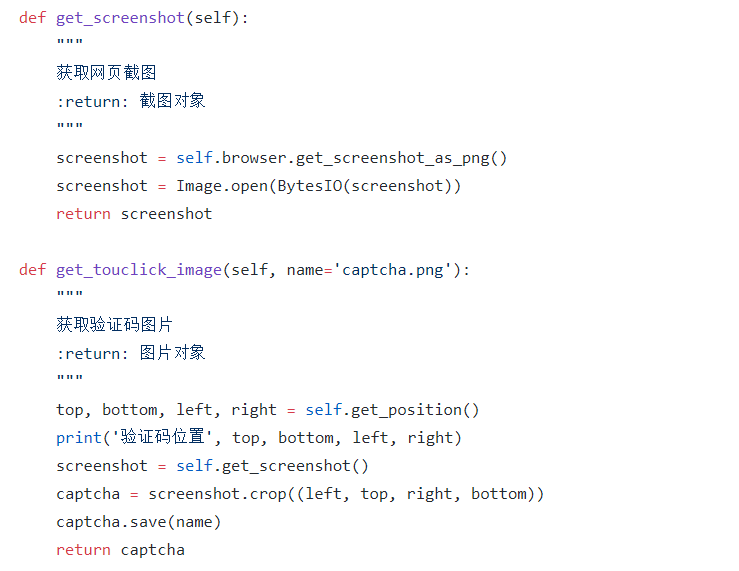 def get_screenshot(self):
    """
    获取网页截图
    :return: 截图对象
    """
    screenshot = self.browser.get_screenshot_as_png()
    screenshot = Image.open(BytesIO(screenshot))
    return screenshot

def get_touclick_image(self, name='captcha.png'):
    """
    获取验证码图片
    :return: 图片对象
    """
    top, bottom, left, right = self.get_position()
    print('验证码位置', top, bottom, left, right)
    screenshot = self.get_screenshot()
    captcha = screenshot.crop((left, top, right, bottom))
    captcha.save(name)
    return captcha